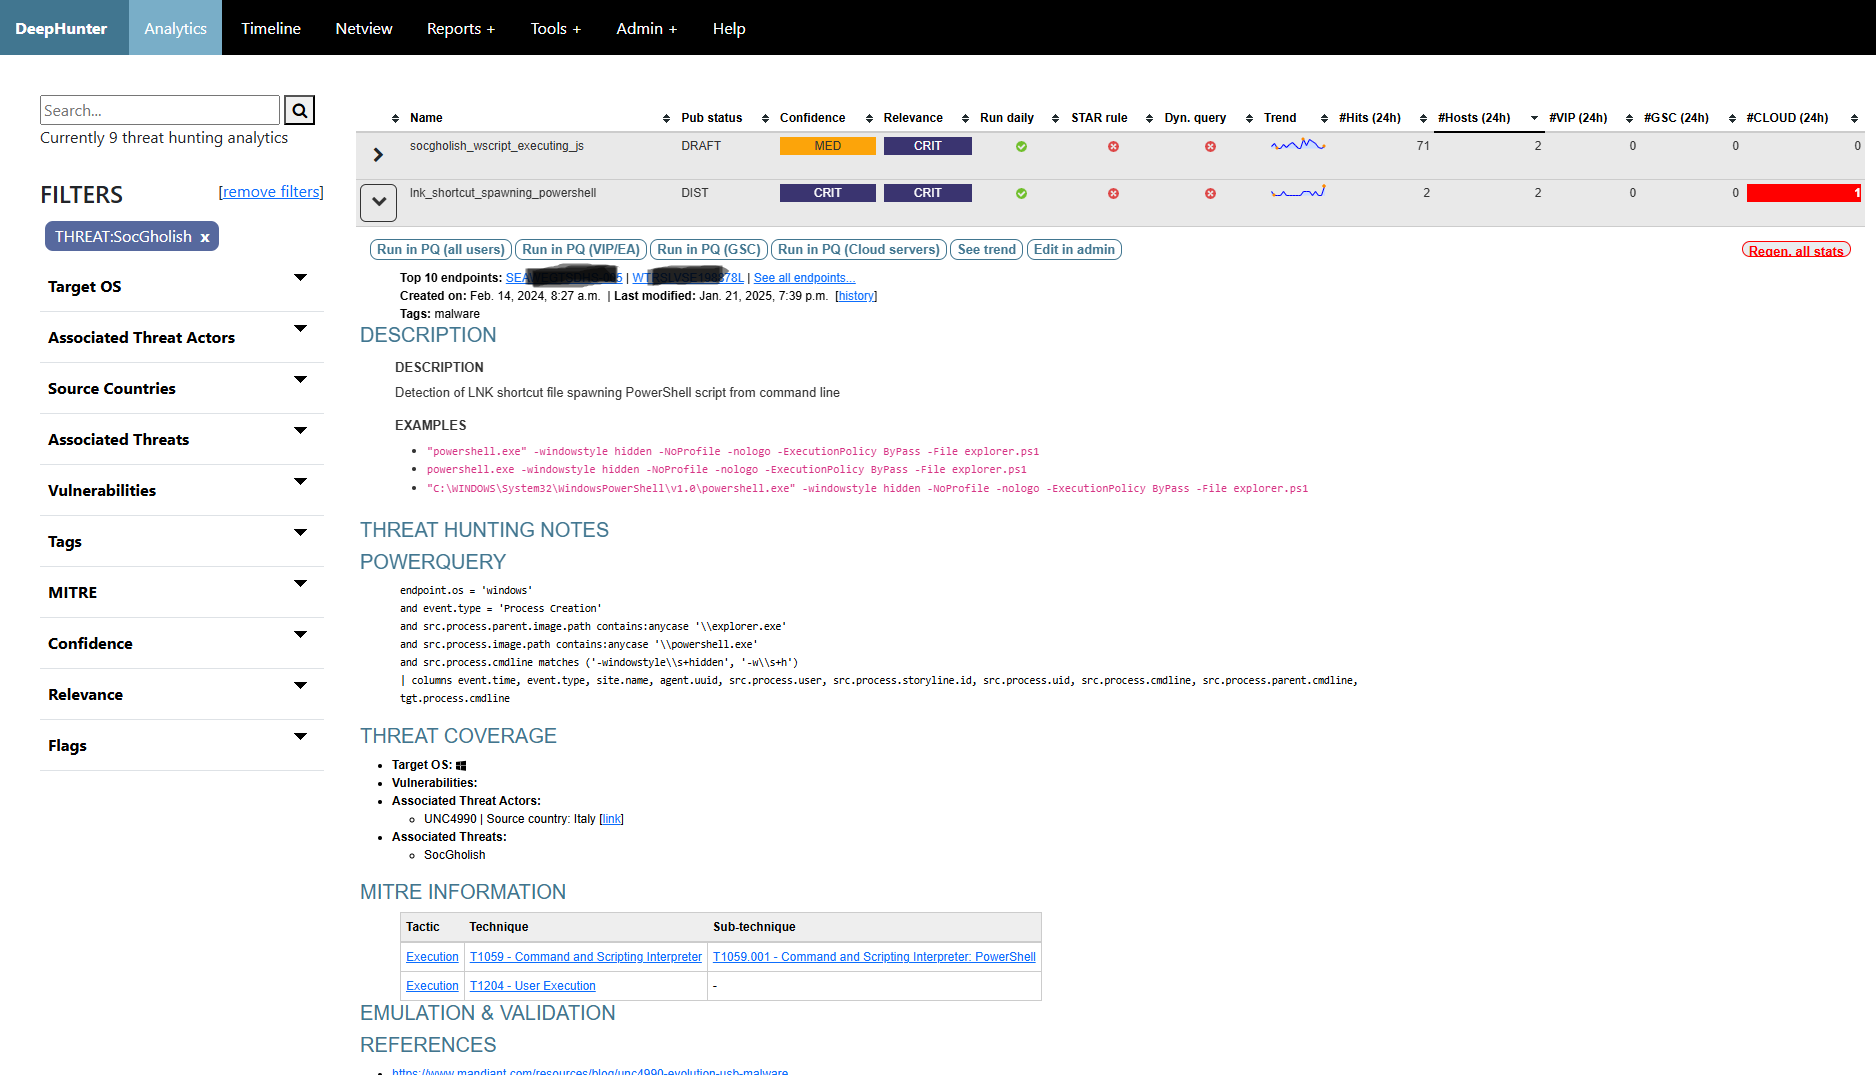 DeepHunter Analytics Timeline Netview Reports + Tools + Admin + Help
Search...
Currently 9 threat hunting analytics
FILTERS [remove filters]
THREAT:SocGholish x
Target OS
Associated Threat Actors
Source Countries
Associated Threats
Vulnerabilities
Tags
MITRE
Confidence
Relevance
Flags
Name Pub status Confidence Relevance Run daily STAR rule Dyn. query Trend #Hits (24h) #Hosts (24h) #VIP (24h) #GSC (24h) #CLOUD (24h)
socgholish_wscript_executing_js DRAFT MED CRIT 71 2 0 0 0
lnk_shortcut_spawning_powershell DIST CRIT CRIT 2 2 0 0 1
Run in PQ (all users) Run in PQ (VIP/EA) Run in PQ (GSC) Run in PQ (Cloud servers) See trend Edit in admin Regen. all stats
Top 10 endpoints: | | See all endpoints...
Created on: Feb. 14, 2024, 8:27 a.m. | Last modified: Jan. 21, 2025, 7:39 p.m. [history]
Tags: malware
DESCRIPTION
DESCRIPTION
Detection of LNK shortcut file spawning PowerShell script from command line
EXAMPLES
"powershell.exe" -windowstyle hidden -NoProfile -nologo -ExecutionPolicy ByPass -File explorer.ps1
powershell.exe -windowstyle hidden -NoProfile -nologo -ExecutionPolicy ByPass -File explorer.ps1
"C:\WINDOWS\System32\WindowsPowerShell\v1.0\powershell.exe" -windowstyle hidden -NoProfile -nologo -ExecutionPolicy ByPass -File explorer.ps1
THREAT HUNTING NOTES
POWERQUERY
endpoint.os = 'windows'
and event.type = 'Process Creation'
and src.process.parent.image.path contains:anycase '\\explorer.exe'
and src.process.image.path contains:anycase '\\powershell.exe'
and src.process.cmdline matches ('-windowstyle\\s+hidden', '-w\\s+h')
| columns event.time, event.type, site.name, agent.uuid, src.process.user, src.process.storyline.id, src.process.uid, src.process.cmdline, src.process.parent.cmdline,
tgt.process.cmdline
THREAT COVERAGE
Target OS:
Vulnerabilities:
Associated Threat Actors:
UNC4990 | Source country: Italy [link]
Associated Threats:
SocGholish
MITRE INFORMATION
Tactic Technique Sub-technique
Execution T1059 - Command and Scripting Interpreter T1059.001 - Command and Scripting Interpreter: PowerShell
Execution T1204 - User Execution -
EMULATION & VALIDATION
REFERENCES
https://www.mandiant.com/resources/blog/unc4990-evolution-usb-malware